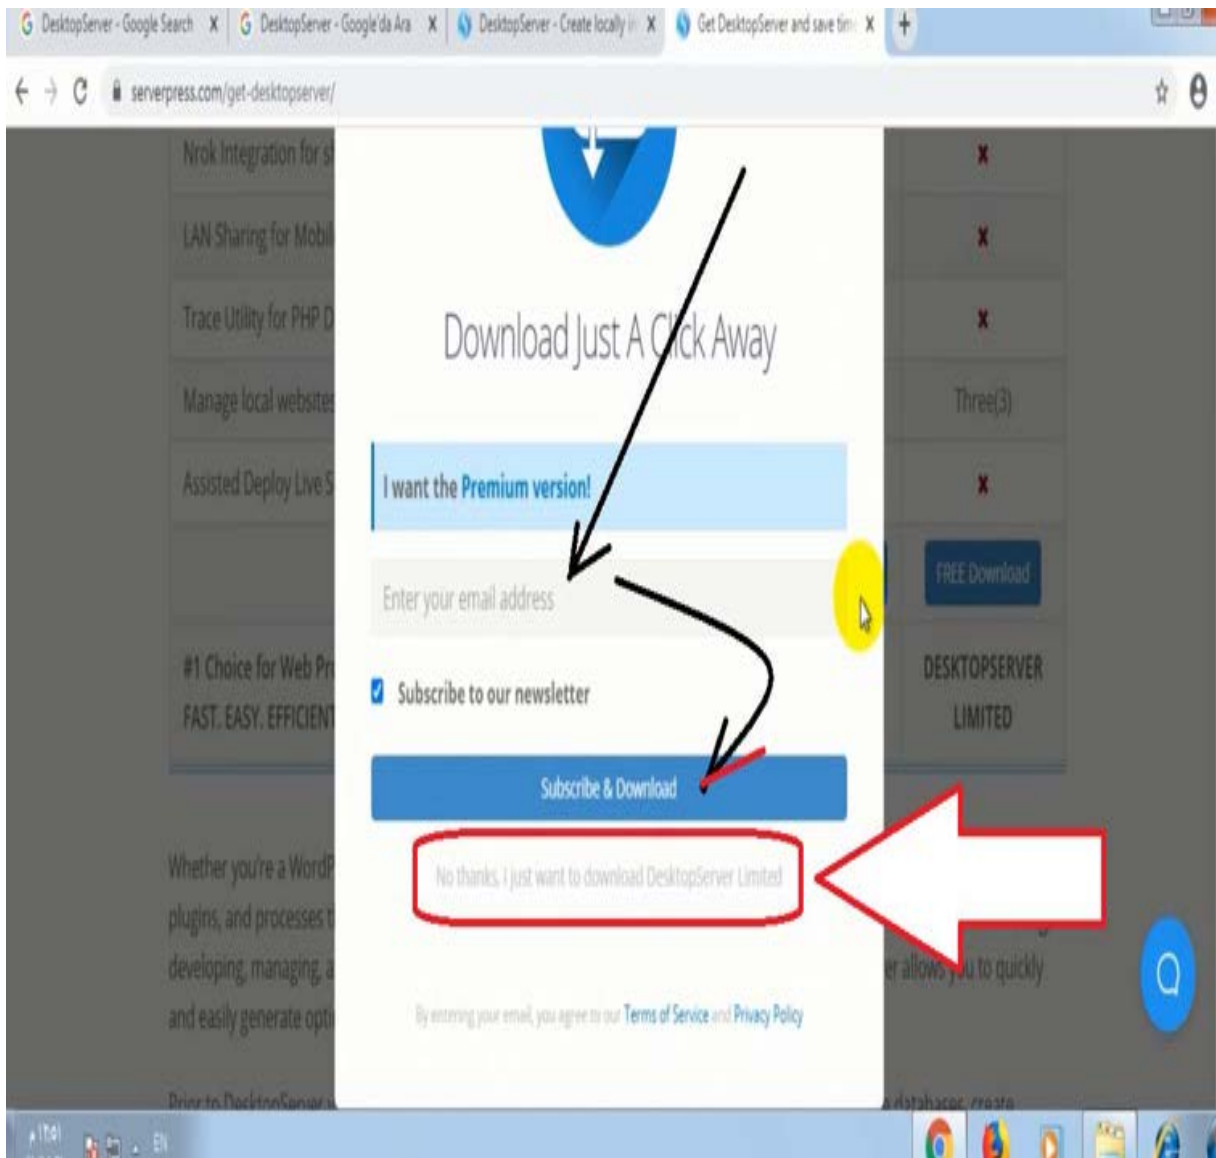 DesktopServer - Google Search
DesktopServer - Google'da Ara
DesktopServer - Create locally in
Get DesktopServer and save time
serverpress.com/get-desktopserver/
Nrok Integration for sh
LAN Sharing for Mobil
Trace Utility for PHP D
Manage local websites
Three(3)
Assisted Deploy Live S
FREE Download
#1 Choice for Web Pro
FAST. EASY. EFFICIENT
DESKTOPSERVER
LIMITED
Download Just A Click Away
I want the Premium version!
Enter your email address
Subscribe to our newsletter
Subscribe & Download
No thanks, I just want to download DesktopServer Limited
By entering your email, you agree to our Terms of Service and Privacy Policy
Whether you're a WordP
plugins, and processes t
developing, managing, a
er allows you to quickly
and easily generate opti
Prior to DesktopServer
databases, create
EN